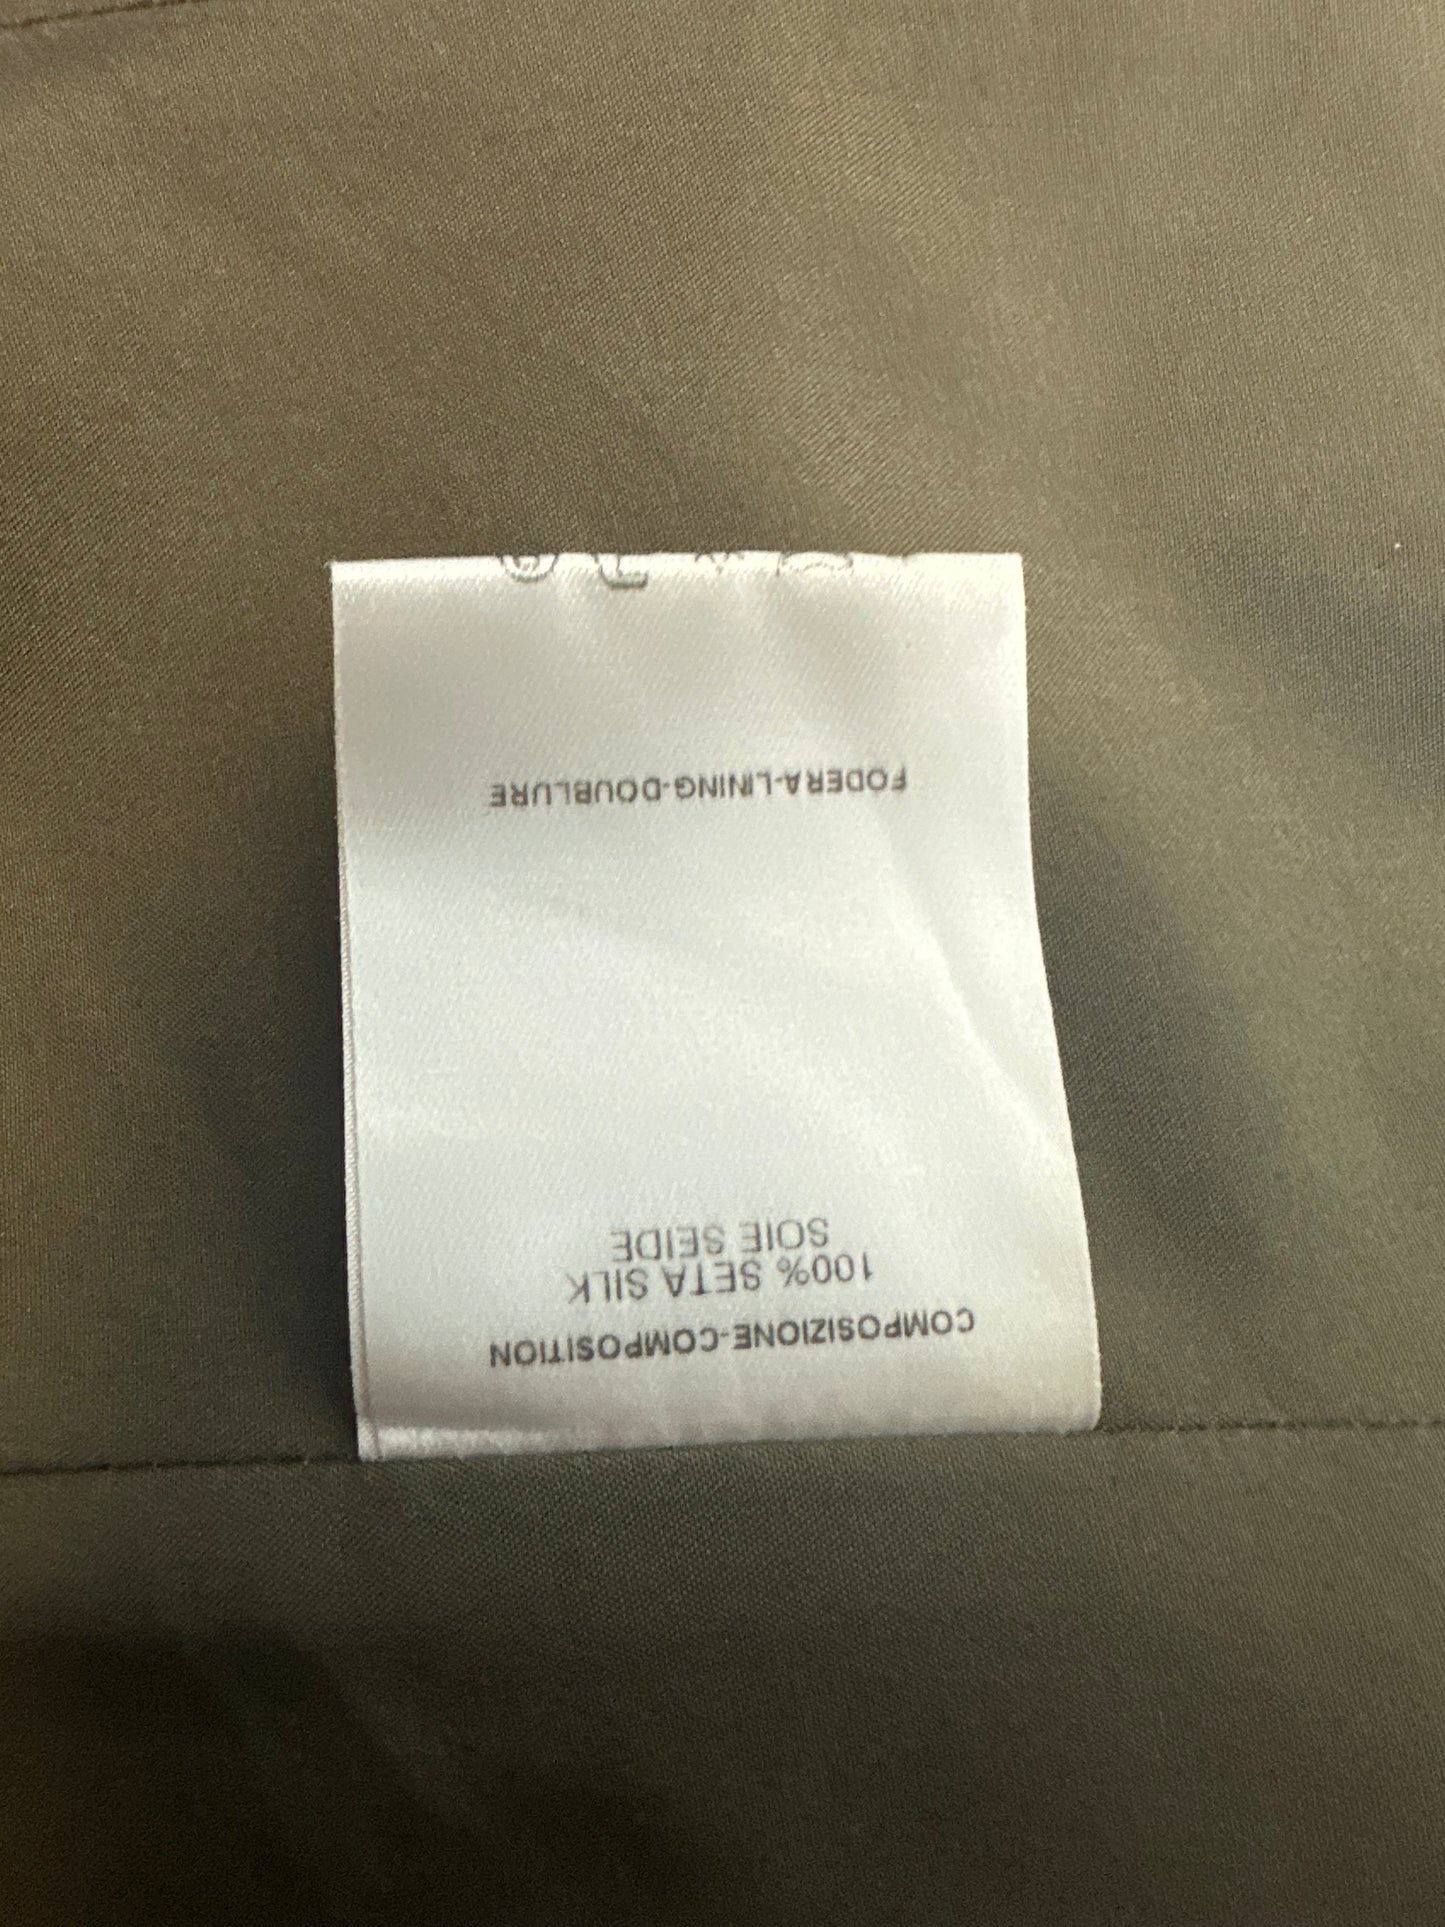 COMPOSIZIONE-COMPOSITION
100% SETA SILK
SOIE SEIDE
FODERA-LINING-DOUBLURE